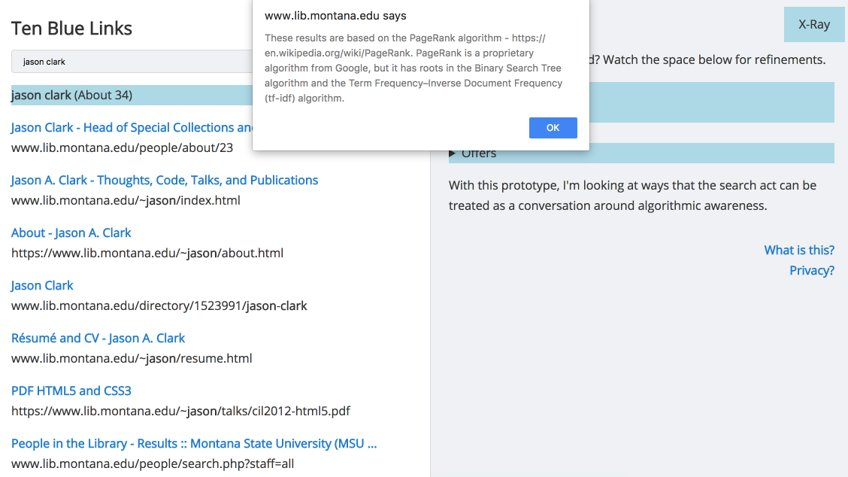 Ten Blue Links
jason clark
jason clark (About 34)
Jason Clark - Head of Special Collections an
www.lib.montana.edu/people/about/23
Jason A. Clark - Thoughts, Code, Talks, and Publications
www.lib.montana.edu/~jason/index.html
About - Jason A. Clark
https://www.lib.montana.edu/~jason/about.html
Jason Clark
www.lib.montana.edu/directory/1523991/jason-clark
Résumé and CV - Jason A. Clark
www.lib.montana.edu/~jason/resume.html
PDF HTML5 and CSS3
https://www.lib.montana.edu/~jason/talks/cil2012-html5.pdf
People in the Library - Results :: Montana State University (MSU ...
www.lib.montana.edu/people/search.php?staff=all
www.lib.montana.edu says
These results are based on the PageRank algorithm - https://
en.wikipedia.org/wiki/PageRank. PageRank is a proprietary
algorithm from Google, but it has roots in the Binary Search Tree
algorithm and the Term Frequency–Inverse Document Frequency
(tf-idf) algorithm.
OK
X-Ray
? Watch the space below for refinements.
Offers
With this prototype, I'm looking at ways that the search act can be
treated as a conversation around algorithmic awareness.
What is this?
Privacy?